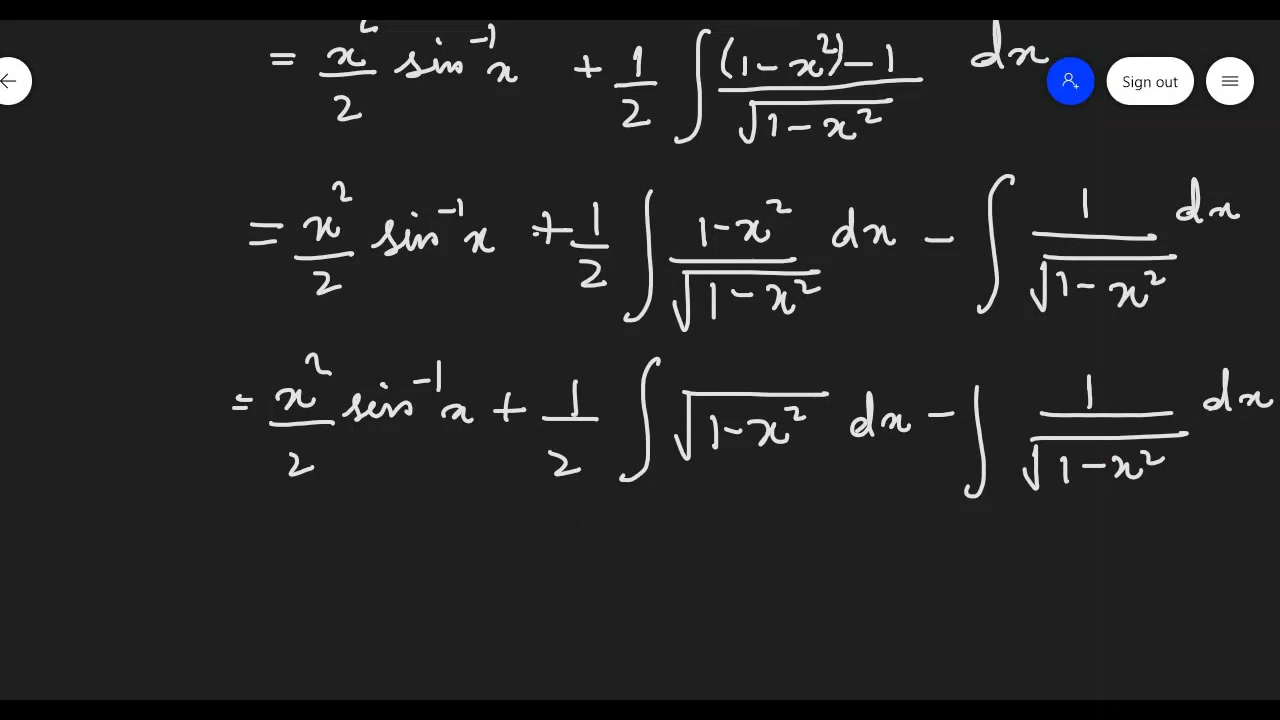 = x²/2 sin⁻¹x + 1/2 ∫ (1-x²)-1/√(1-x²) dx
Sign out
= x²/2 sin⁻¹x + 1/2 ∫ 1-x²/√(1-x²) dx - ∫ 1/√(1-x²) dx
= x²/2 sin⁻¹x + 1/2 ∫ √(1-x²) dx - ∫ 1/√(1-x²) dx